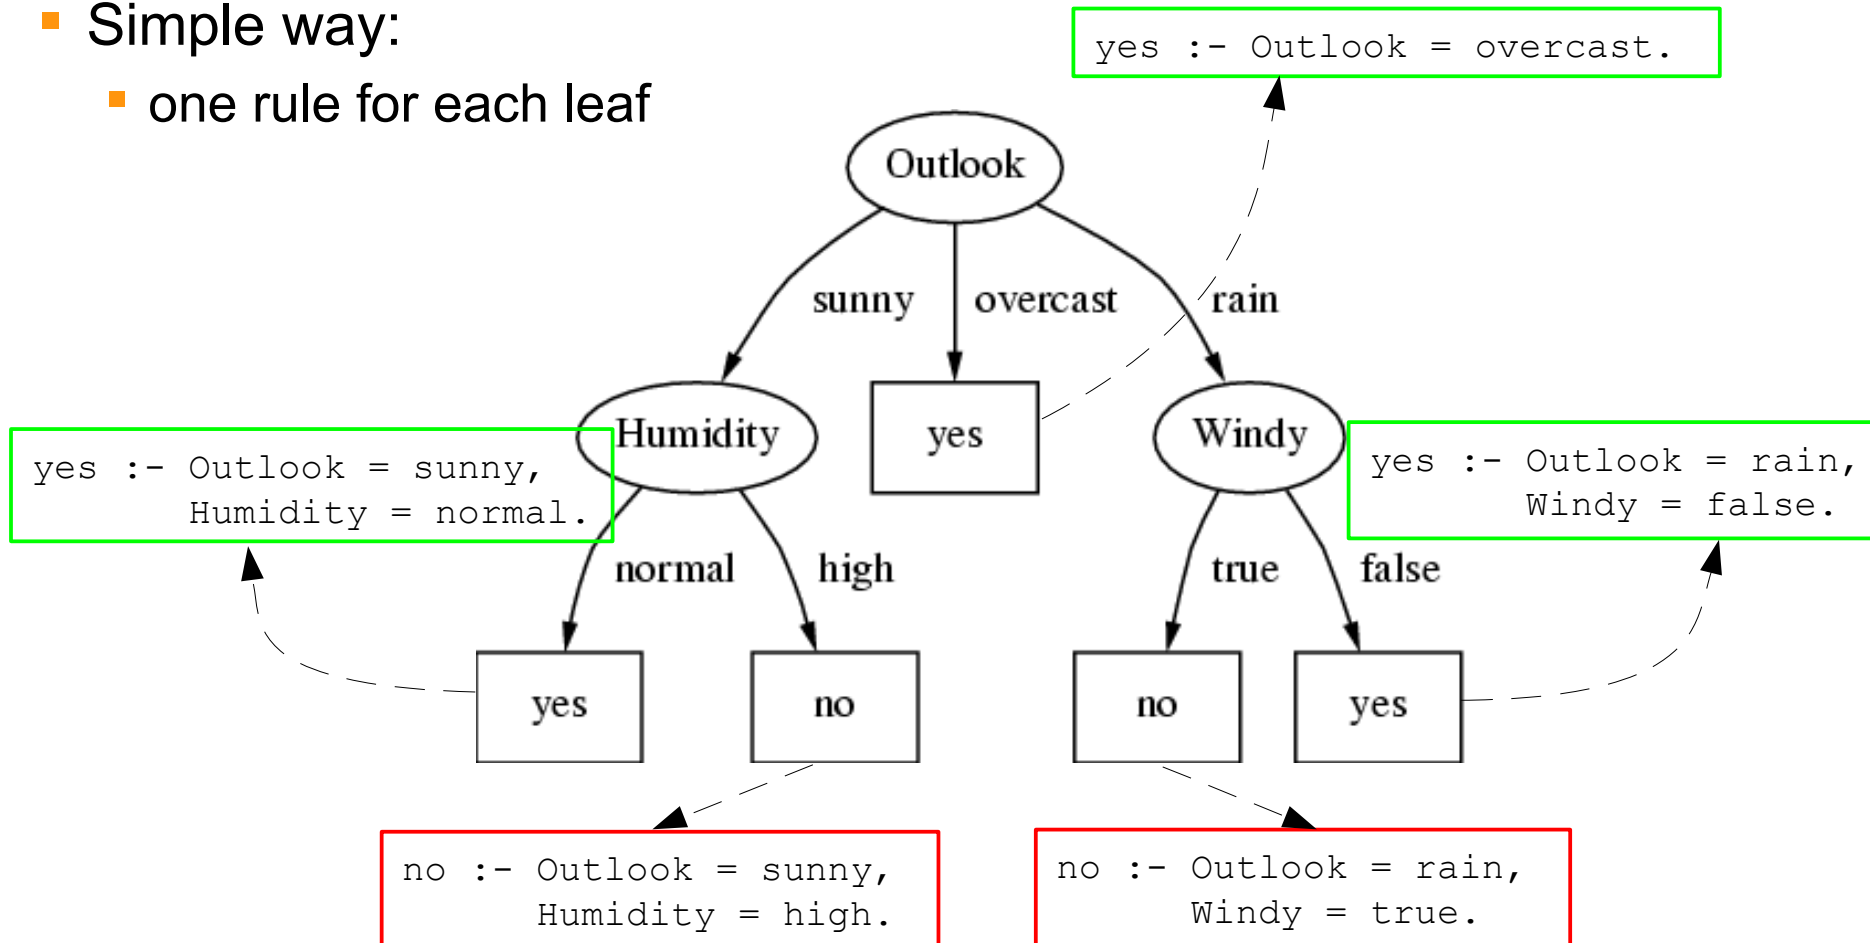 Simple way:
one rule for each leaf
yes :- Outlook = overcast.
Outlook
sunny
overcast
rain
Humidity
yes
Windy
yes :- Outlook = sunny,
Humidity = normal.
yes :- Outlook = rain,
Windy = false.
normal
high
true
false
yes
no
no
yes
no :- Outlook = sunny,
Humidity = high.
no :- Outlook = rain,
Windy = true.